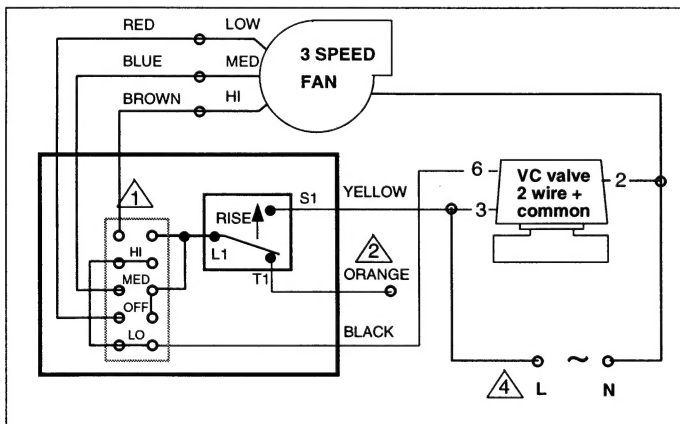 RED LOW
BLUE MED
BROWN HI
3 SPEED
FAN
1
RISE
S1
YELLOW
L1
T1
2
ORANGE
HI
MED
OFF
LO
BLACK
6
3
VC valve
2 wire +
common
2
4
L ~ N